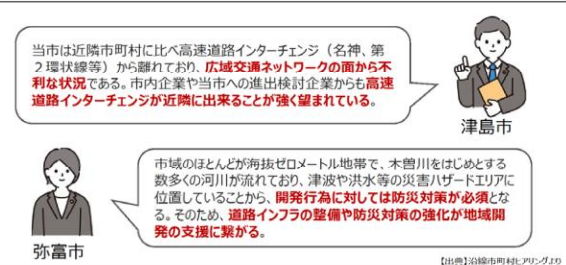 当市は近隣市町村に比べ高速道路インターチェンジ（名神、第
２環状線等）から離れており、広域交通ネットワークの面から不
利な状況である。市内企業や当市への進出検討企業からも高速
道路インターチェンジが近隣に出来ることが強く望まれている。
津島市
市域のほとんどが海抜ゼロメートル地帯で、木曽川をはじめとする
数多くの河川が流れており、津波や洪水等の災害ハザードエリアに
位置していることから、開発行為に対しては防災対策が必須とな
る。そのため、道路インフラの整備や防災対策の強化が地域開
発の支援に繋がる。
弥富市
【出典】沿線市町村ヒアリングより